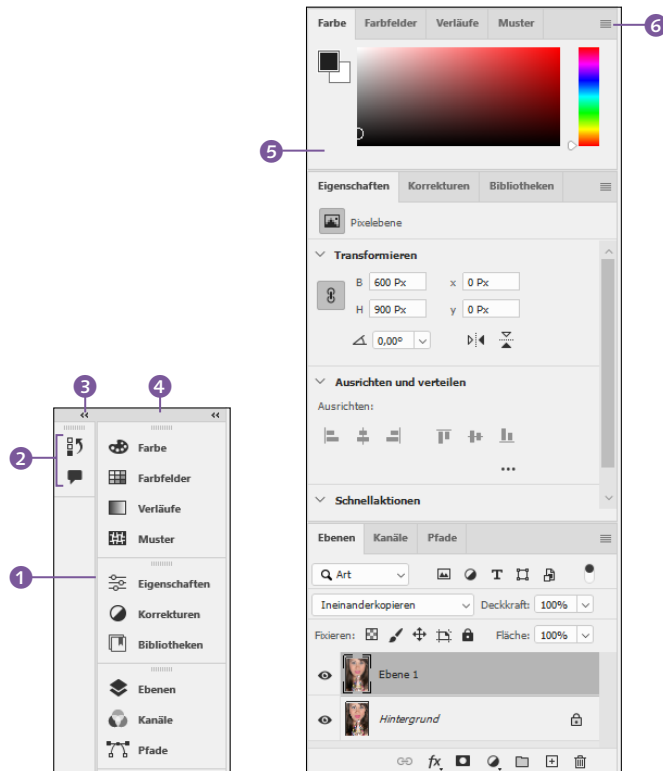 Farbe Farbfelder Verläufe Muster
6
5
Eigenschaften Korrekturen Bibliotheken
Pixelebene
Transformieren
B 600 Px x 0 Px
H 900 Px y 0 Px
0,00°
Ausrichten und verteilen
Ausrichten:
...
Schnellaktionen
Ebenen Kanäle Pfade
Art
T
Ineinanderkopieren Deckkraft: 100%
Fixieren: Fläche: 100%
Ebene 1
Hintergrund
fx
3 4
2
1
Farbe
Farbfelder
Verläufe
Muster
Eigenschaften
Korrekturen
Bibliotheken
Ebenen
Kanäle
Pfade